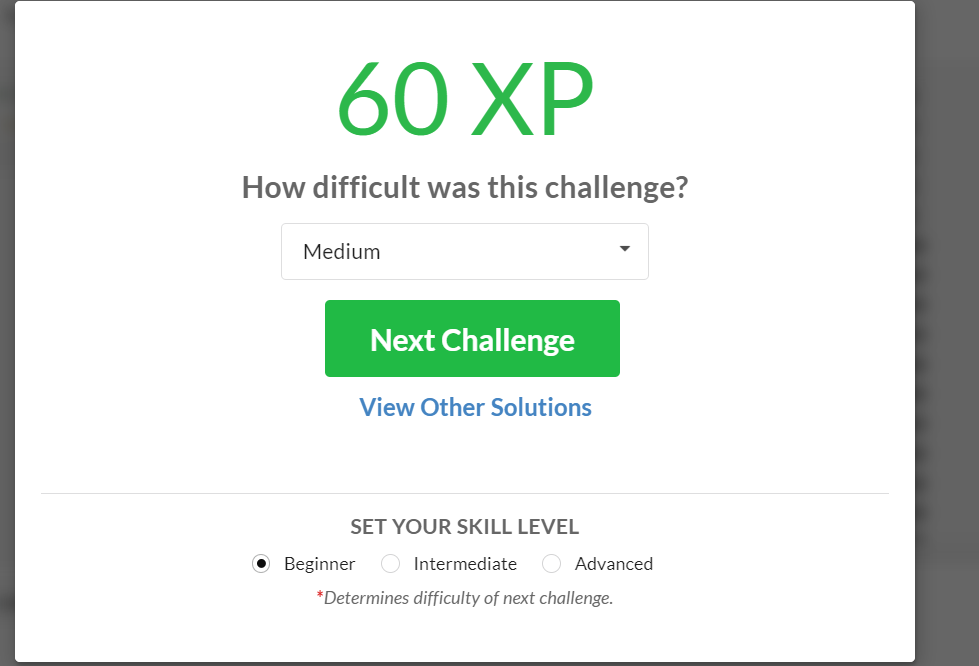 60 XP
How difficult was this challenge?
Medium
Next Challenge
View Other Solutions
SET YOUR SKILL LEVEL
Beginner Intermediate Advanced
*Determines difficulty of next challenge.